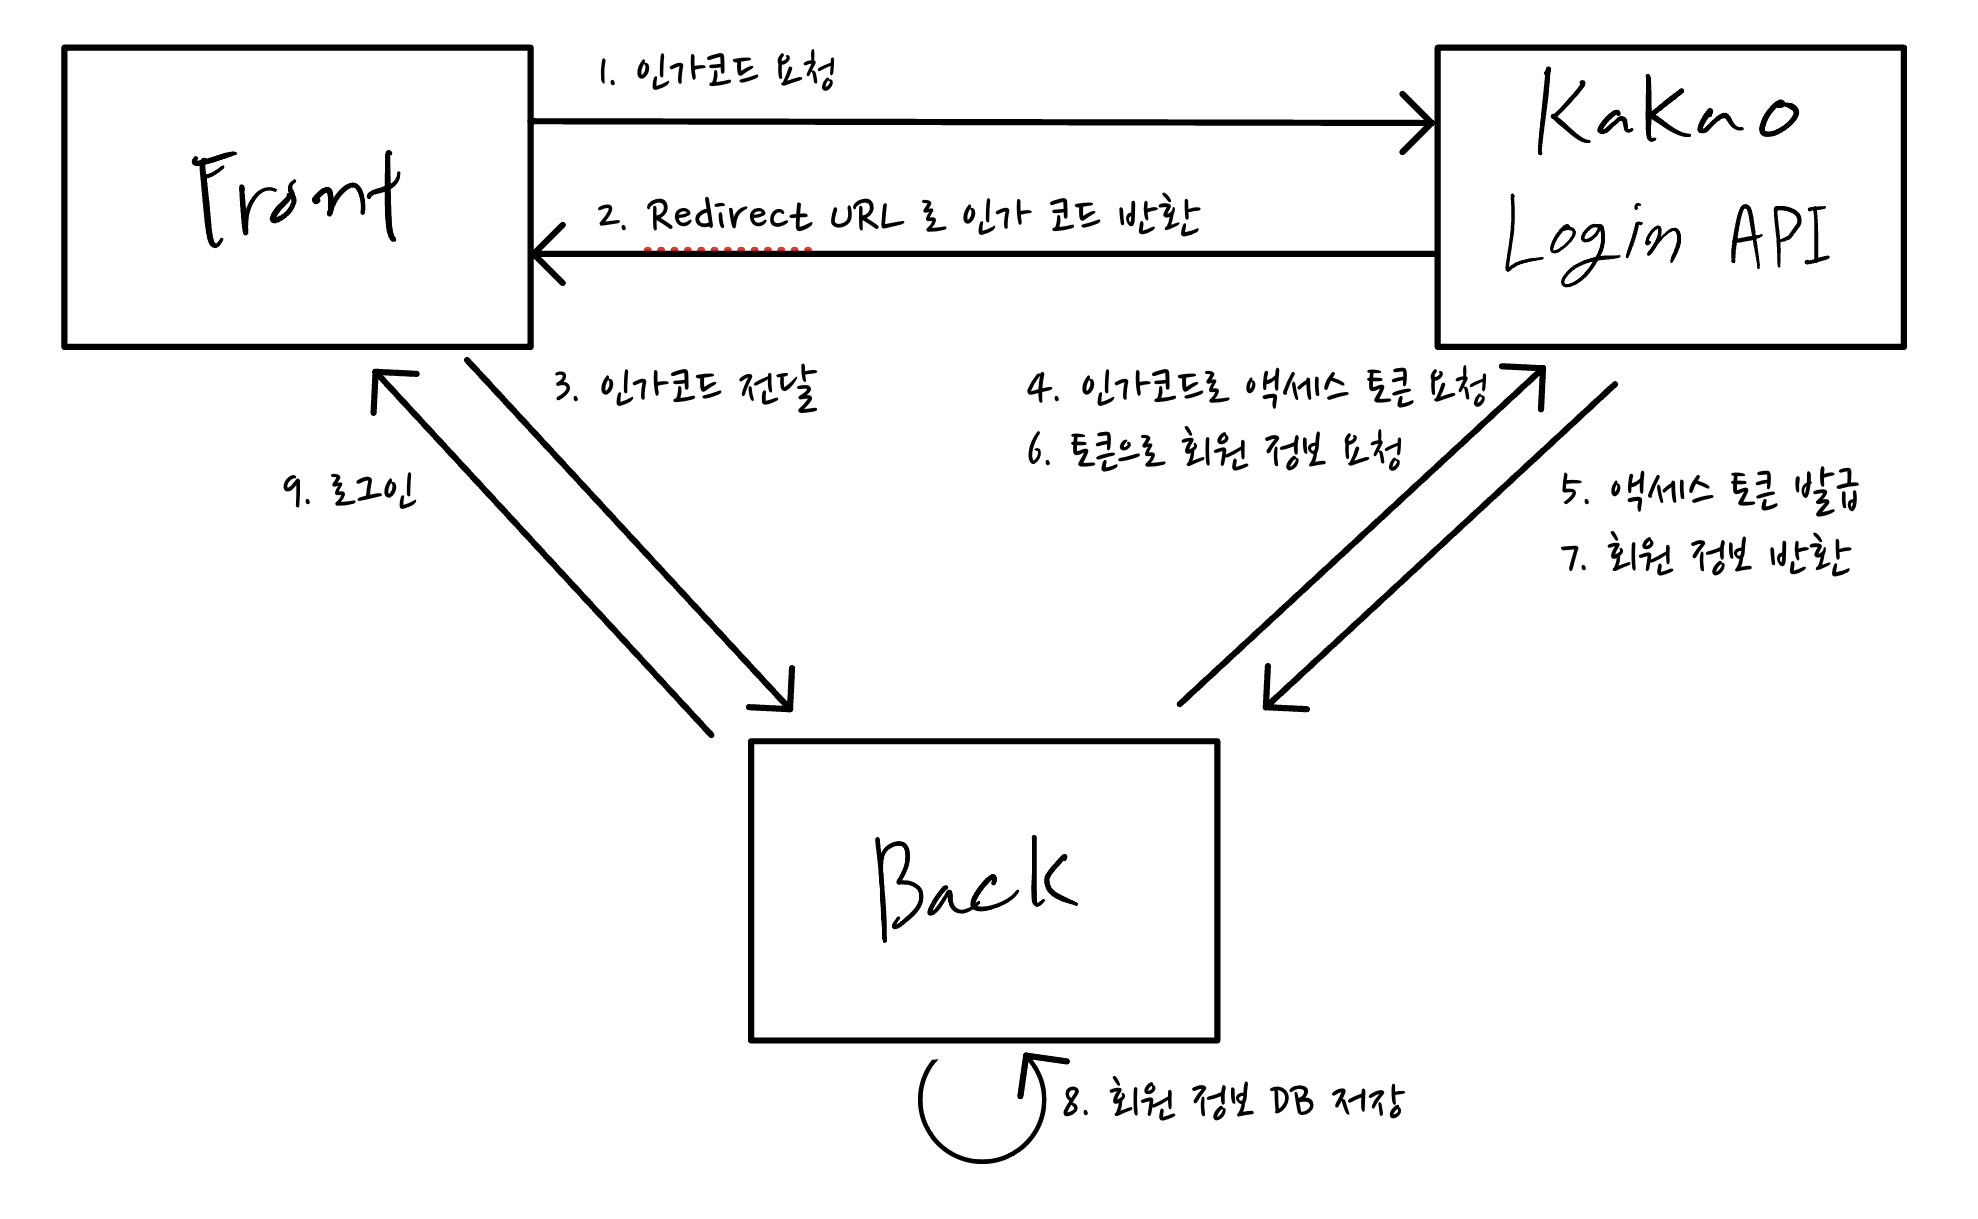 1. 인가코드 요청
Front
Kakao
Login API
2. Redirect URL 로 인가 코드 반환
3. 인가코드 전달
4. 인가코드로 액세스 토큰 요청
6. 토큰으로 회원 정보 요청
5. 액세스 토큰 발급
7. 회원 정보 반환
9. 로그인
Back
8. 회원 정보 DB 저장